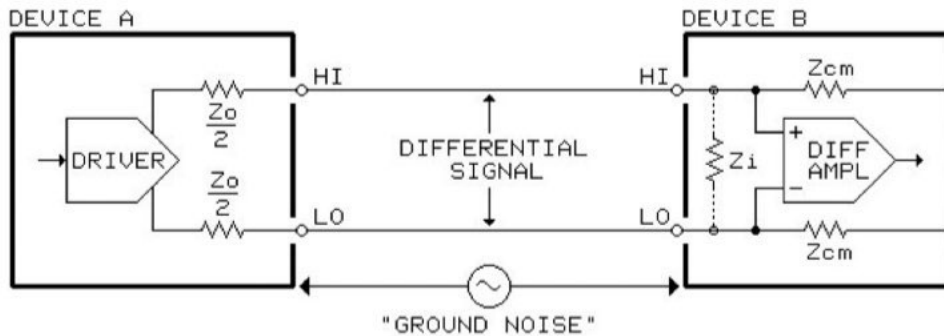 DEVICE A
DEVICE B
HI
HI
Zcm
Zo
2
DRIVER
DIFFERENTIAL
SIGNAL
Zi
+
DIFF
AMPL
−
Zo
2
LO
LO
Zcm
"GROUND NOISE"